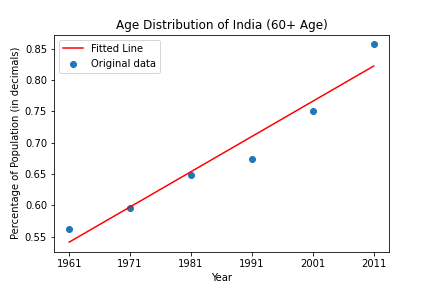 Age Distribution of India (60+ Age)
Fitted Line
Original data
Percentage of Population (in decimals)
0.85
0.80
0.75
0.70
0.65
0.60
0.55
1961 1971 1981 1991 2001 2011
Year